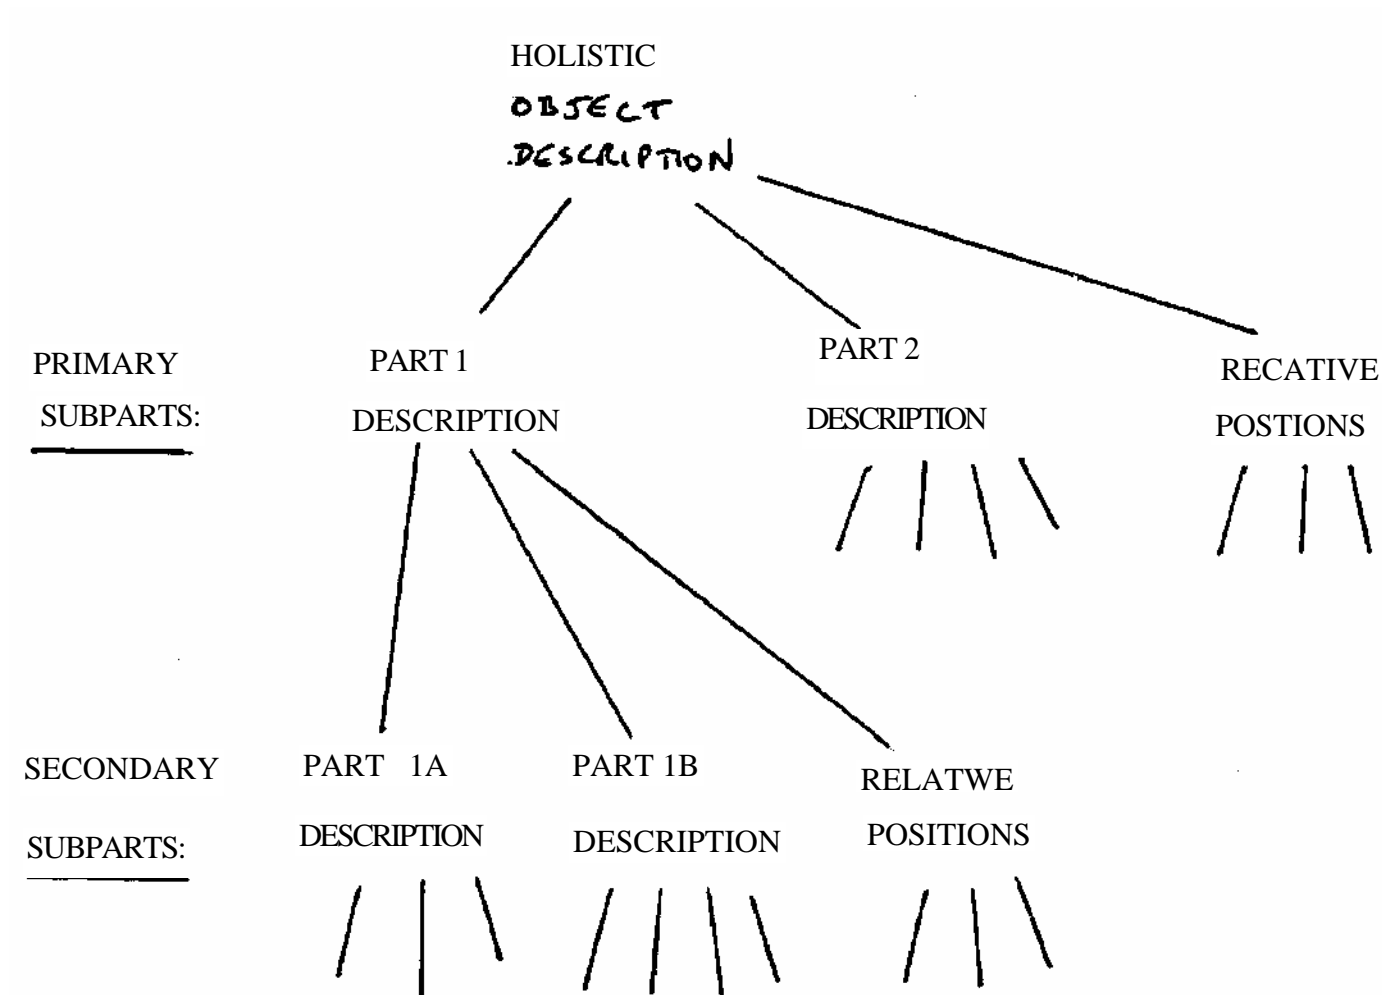 HOLISTIC
OBJECT
DESCRIPTION
PRIMARY
SUBPARTS:
PART 1
DESCRIPTION
PART 2
DESCRIPTION
RECATIVE
POSTIONS
SECONDARY
SUBPARTS:
PART 1A
DESCRIPTION
PART 1B
DESCRIPTION
RELATWE
POSITIONS